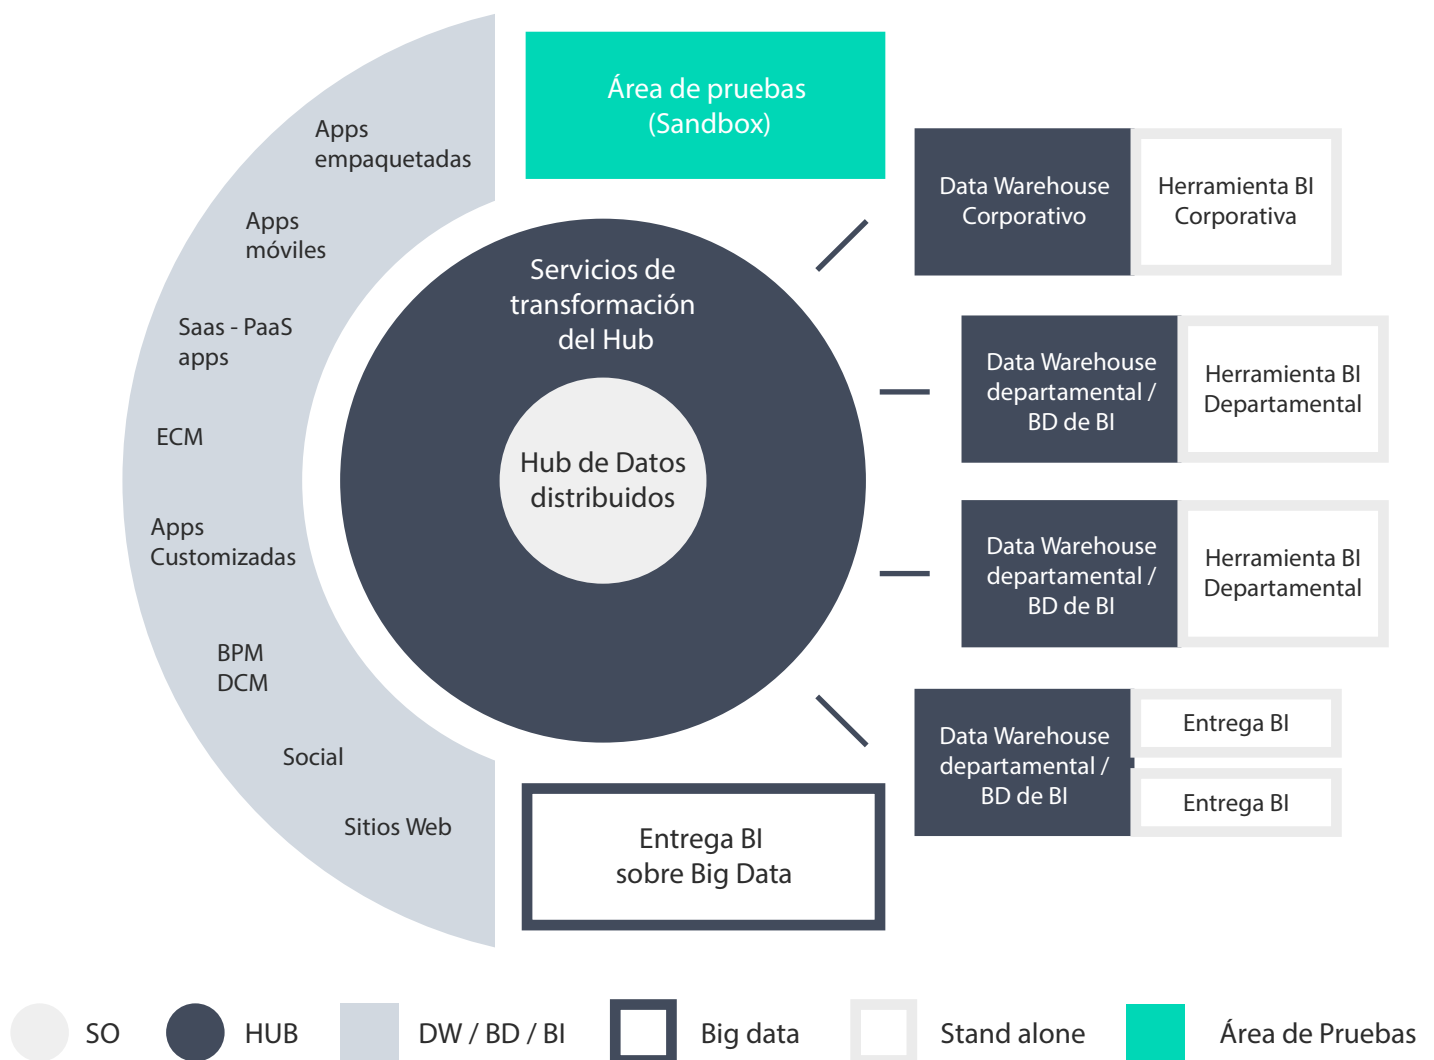 Apps
empaquetadas
Apps
móviles
Saas - PaaS
apps
ECM
Apps
Customizadas
BPM
DCM
Social
Sitios Web
Área de pruebas
(Sandbox)
Servicios de
transformación
del Hub
Hub de Datos
distribuidos
Entrega BI
sobre Big Data
Data Warehouse
Corporativo
Herramienta BI
Corporativa
Data Warehouse
departamental /
BD de BI
Herramienta BI
Departamental
Data Warehouse
departamental /
BD de BI
Herramienta BI
Departamental
Data Warehouse
departamental /
BD de BI
Entrega BI
Entrega BI
SO
HUB
DW / BD / BI
Big data
Stand alone
Área de Pruebas